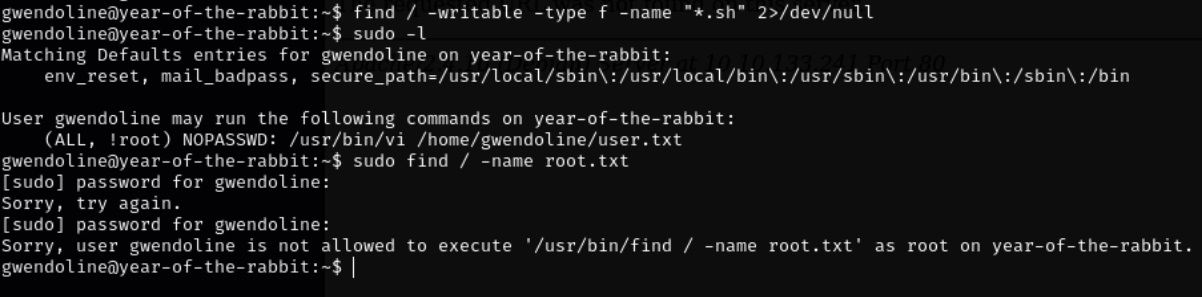 gwendoline@year-of-the-rabbit:~$ find / -writable -type f -name "*.sh" 2>/dev/null
gwendoline@year-of-the-rabbit:~$ sudo -l
Matching Defaults entries for gwendoline on year-of-the-rabbit:
    env_reset, mail_badpass, secure_path=/usr/local/sbin\:/usr/local/bin\:/usr/sbin\:/usr/bin\:/sbin\:/bin

User gwendoline may run the following commands on year-of-the-rabbit:
    (ALL, !root) NOPASSWD: /usr/bin/vi /home/gwendoline/user.txt
gwendoline@year-of-the-rabbit:~$ sudo find / -name root.txt
[sudo] password for gwendoline:
Sorry, try again.
[sudo] password for gwendoline:
Sorry, user gwendoline is not allowed to execute '/usr/bin/find / -name root.txt' as root on year-of-the-rabbit.
gwendoline@year-of-the-rabbit:~$